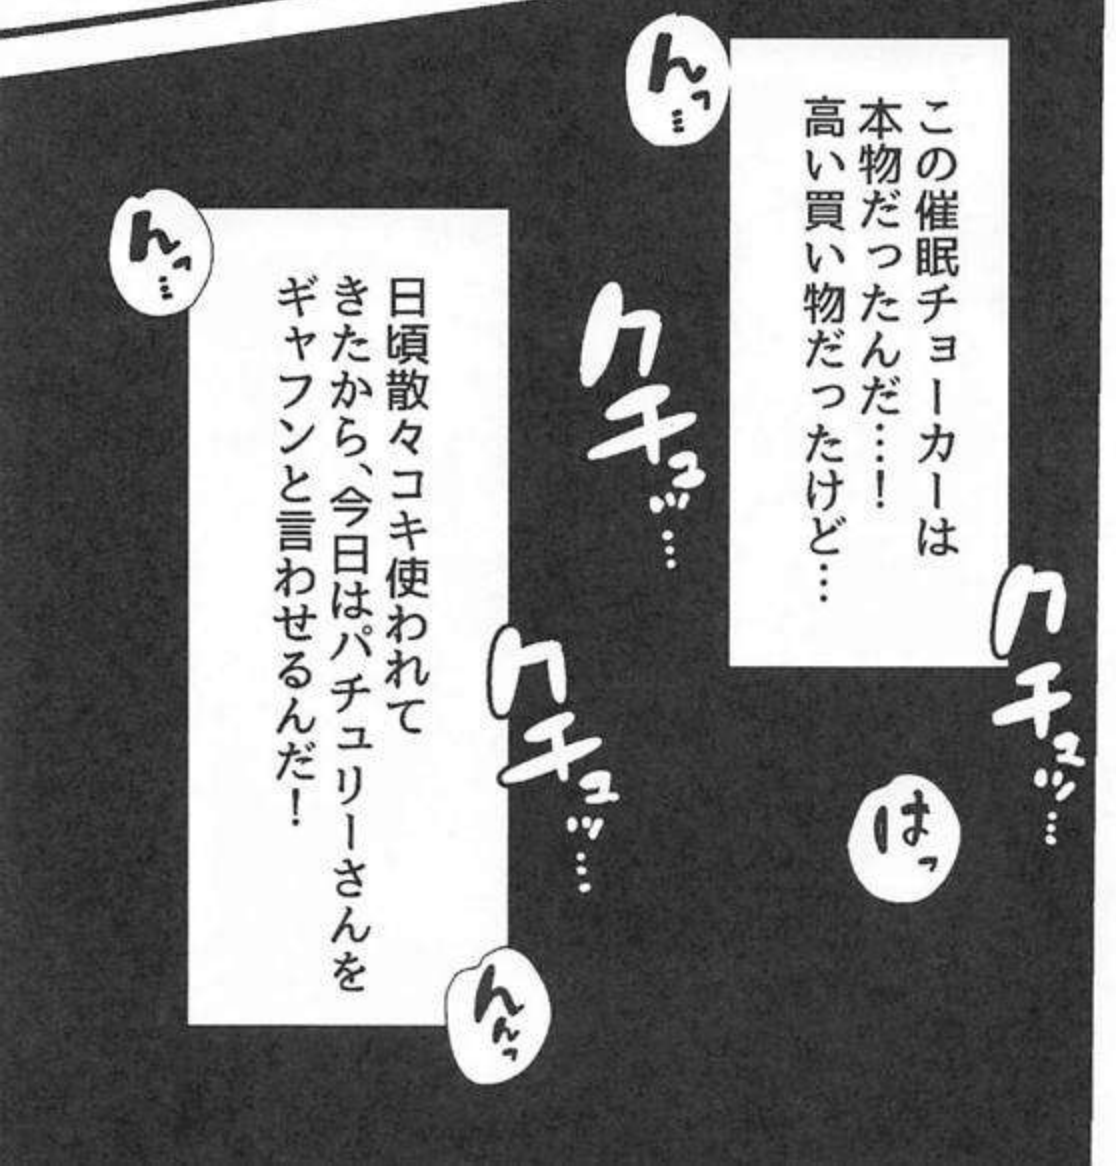 この催眠チョーカーは
本物だったんだ…！
高い買い物だったけど…
んっ…
クチュッ…
はっ
クチュッ…
日頃散々コキ使われて
きたから、今日はパチュリーさんを
ギャフンと言わせるんだ！
クチュッ…
んっ…
んんっ